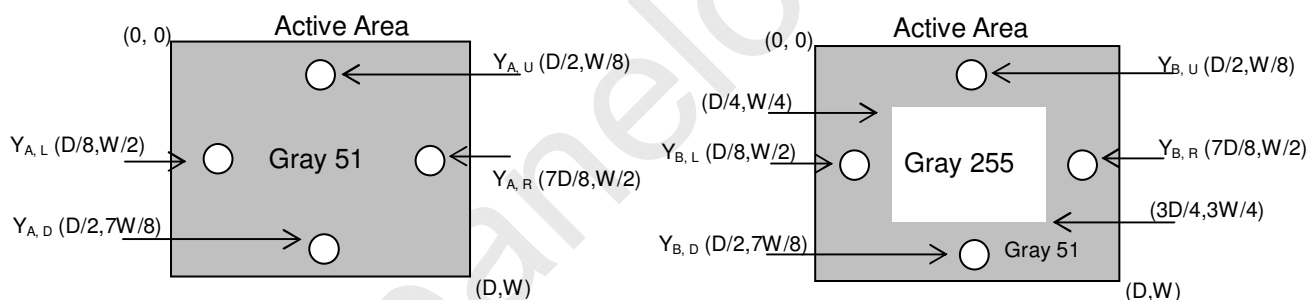 Active Area
(0, 0)
Y_A, U (D/2,W/8)
Y_A, L (D/8,W/2)
Gray 51
Y_A, R (7D/8,W/2)
Y_A, D (D/2,7W/8)
(D,W)
Active Area
(0, 0)
Y_B, U (D/2,W/8)
(D/4,W/4)
Y_B, L (D/8,W/2)
Gray 255
Y_B, R (7D/8,W/2)
(3D/4,3W/4)
Y_B, D (D/2,7W/8)
Gray 51
(D,W)